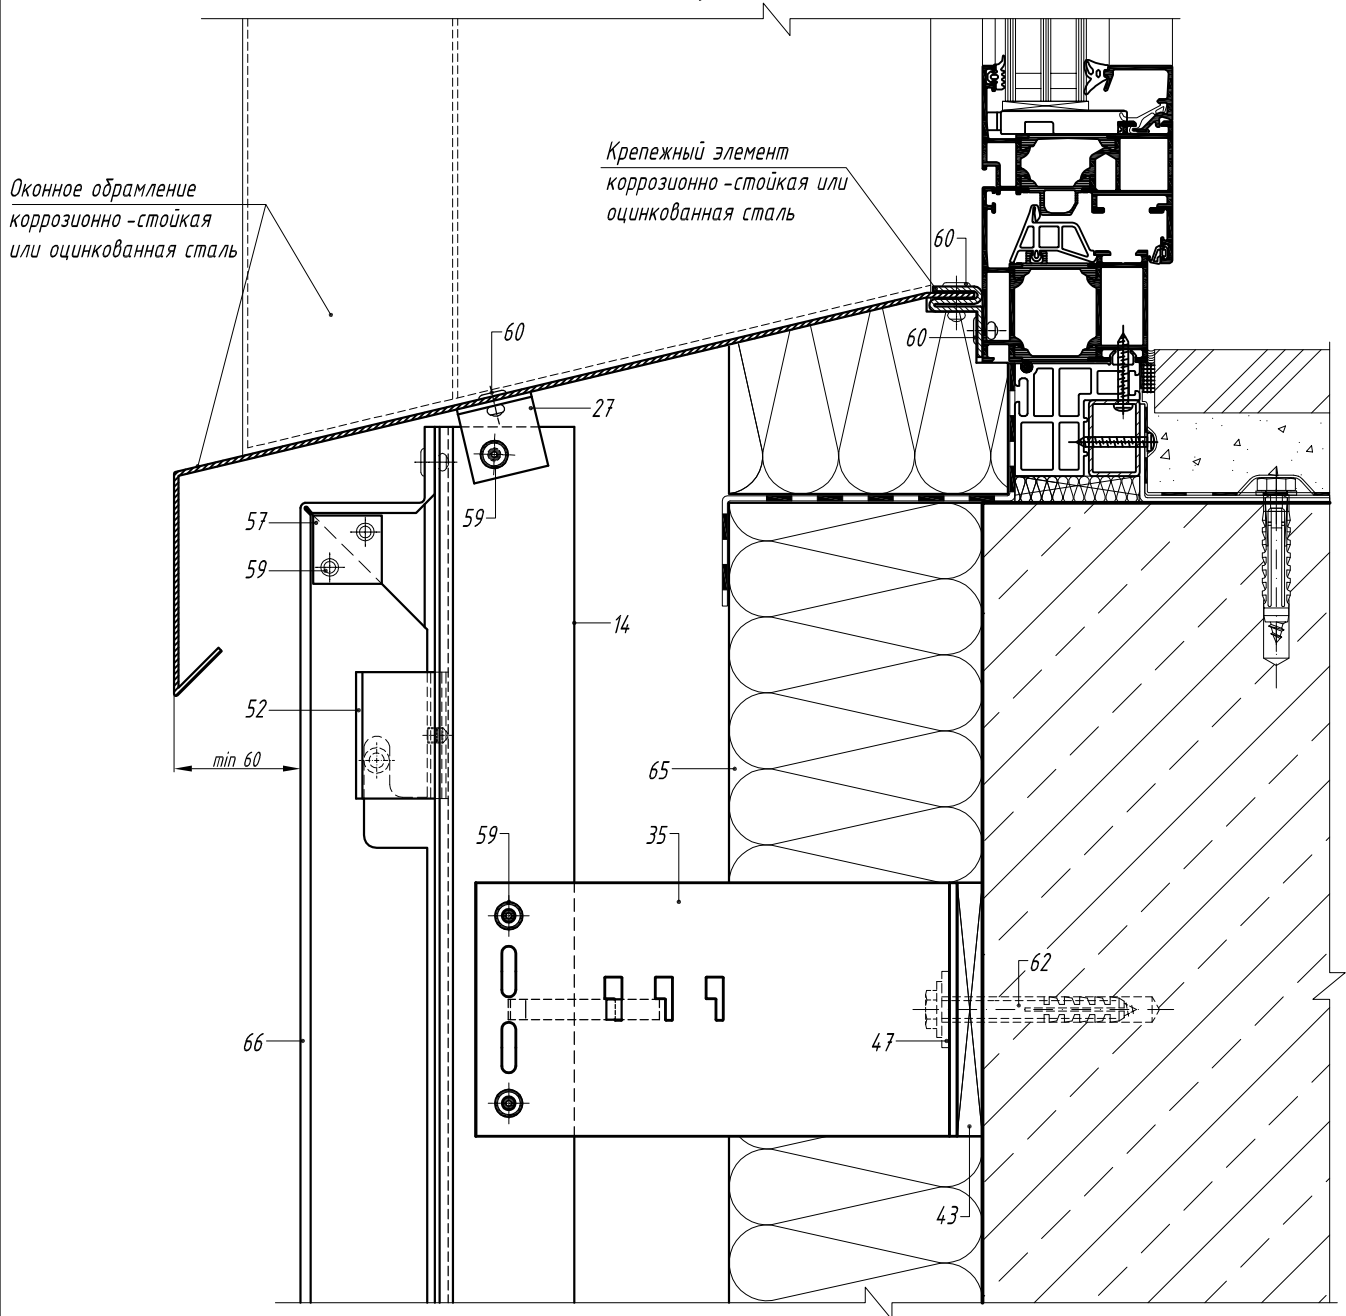 Крепежный элемент
коррозионно -стойкая или
оцинкованная сталь
Оконное обрамление
коррозионно -стойкая
или оцинкованная сталь
60
60
60
27
59
57
59
14
52
min 60
65
59
35
62
47
66
43